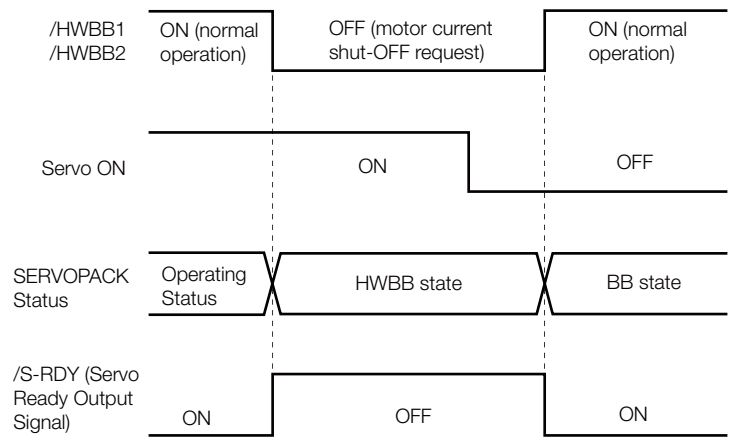 /HWBB1
/HWBB2
ON (normal
operation)
OFF (motor current
shut-OFF request)
ON (normal
operation)
Servo ON
ON
OFF
SERVOPACK
Status
Operating
Status
HWBB state
BB state
/S-RDY (Servo
Ready Output
Signal)
ON
OFF
ON